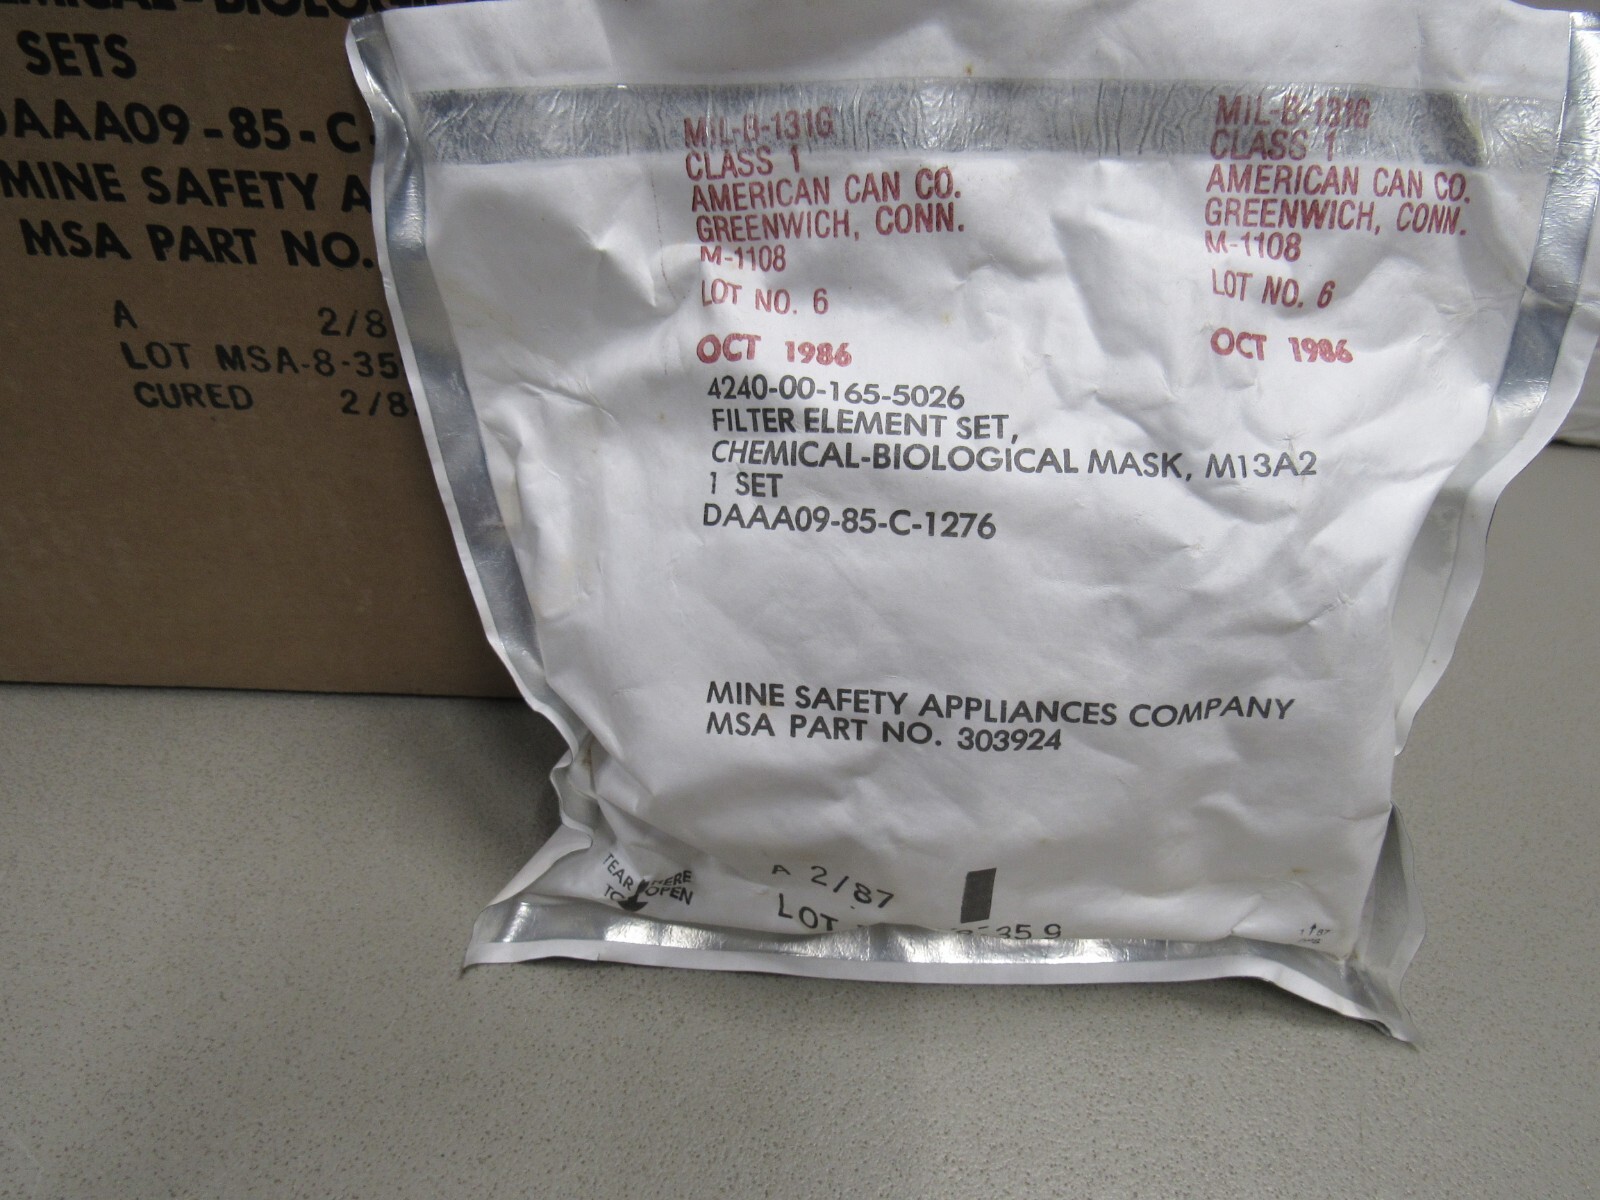 SETS
DAAA09-85-C-
MINE SAFETY A
MSA PART NO.
A 2/8
LOT MSA-8-35
CURED 2/8
MIL-B-131G
CLASS 1
AMERICAN CAN CO.
GREENWICH, CONN.
M-1108
LOT NO. 6
OCT 1986
MIL-B-131G
CLASS 1
AMERICAN CAN CO.
GREENWICH, CONN.
M-1108
LOT NO. 6
OCT 1986
4240-00-165-5026
FILTER ELEMENT SET,
CHEMICAL-BIOLOGICAL MASK, M13A2
1 SET
DAAA09-85-C-1276
MINE SAFETY APPLIANCES COMPANY
MSA PART NO. 303924
TEAR HERE
TO OPEN
A 2/87
LOT 359